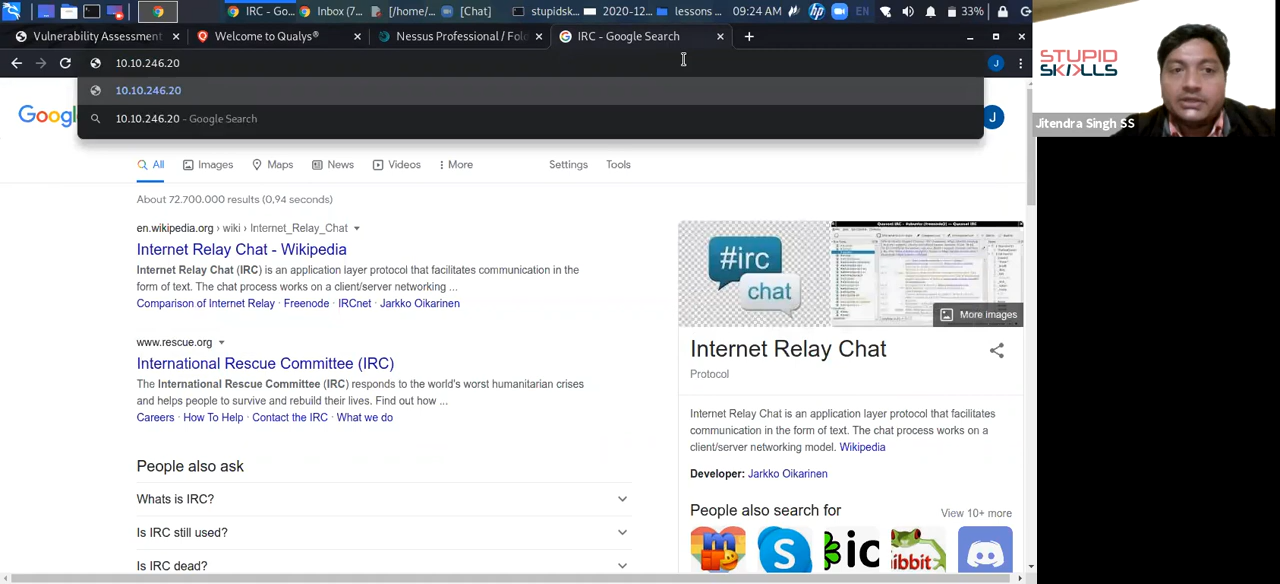 IRC - Go...
Inbox (7...
[/home/...
[Chat]
stupidsk...
2020-12...
lessons ...
09:24 AM
EN
33%
Vulnerability Assessment
Welcome to Qualys®
Nessus Professional / Fold
IRC - Google Search
10.10.246.20
J
10.10.246.20
10.10.246.20 - Google Search
Googl
J
All
Images
Maps
News
Videos
More
Settings
Tools
About 72.700.000 results (0,94 seconds)
en.wikipedia.org › wiki › Internet_Relay_Chat
Internet Relay Chat - Wikipedia
Internet Relay Chat (IRC) is an application layer protocol that facilitates communication in the
form of text. The chat process works on a client/server networking ...
Comparison of Internet Relay · Freenode · IRCnet · Jarkko Oikarinen
www.rescue.org
International Rescue Committee (IRC)
The International Rescue Committee (IRC) responds to the world's worst humanitarian crises
and helps people to survive and rebuild their lives. Find out how ...
Careers · How To Help · Contact the IRC · What we do
People also ask
Whats is IRC?
Is IRC still used?
Is IRC dead?
#irc
chat
More images
Internet Relay Chat
Protocol
Internet Relay Chat is an application layer protocol that facilitates
communication in the form of text. The chat process works on a
client/server networking model. Wikipedia
Developer: Jarkko Oikarinen
People also search for
View 10+ more
m
S
ic
ibbit
STUPID
SKILLS
Jitendra Singh SS
hp